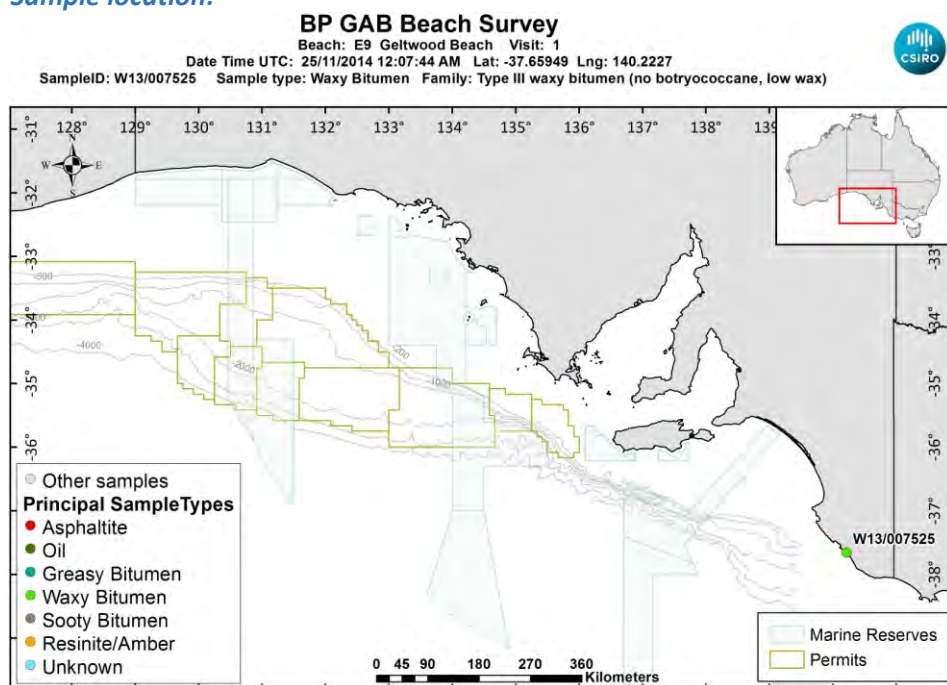 Sample location:
BP GAB Beach Survey
Beach: E9 Geltwood Beach Visit: 1
Date Time UTC: 25/11/2014 12:07:44 AM Lat: -37.65949 Lng: 140.2227
SampleID: W13/007525 Sample type: Waxy Bitumen Family: Type III waxy bitumen (no botryococcane, low wax)
CSIRO
128° 129° 130° 131° 132° 133° 134° 135° 136° 137° 138° 139
-31°
-32°
-33°
-34°
-35°
-36°
-37°
-38°
N
W E
S
-200
-1000
-2000
-4000
-33°
-34°
-35°
-36°
-37°
-38°
W13/007525
Other samples
Principal SampleTypes
Asphaltite
Oil
Greasy Bitumen
Waxy Bitumen
Sooty Bitumen
Resinite/Amber
Unknown
0 45 90 180 270 360
Kilometers
Marine Reserves
Permits